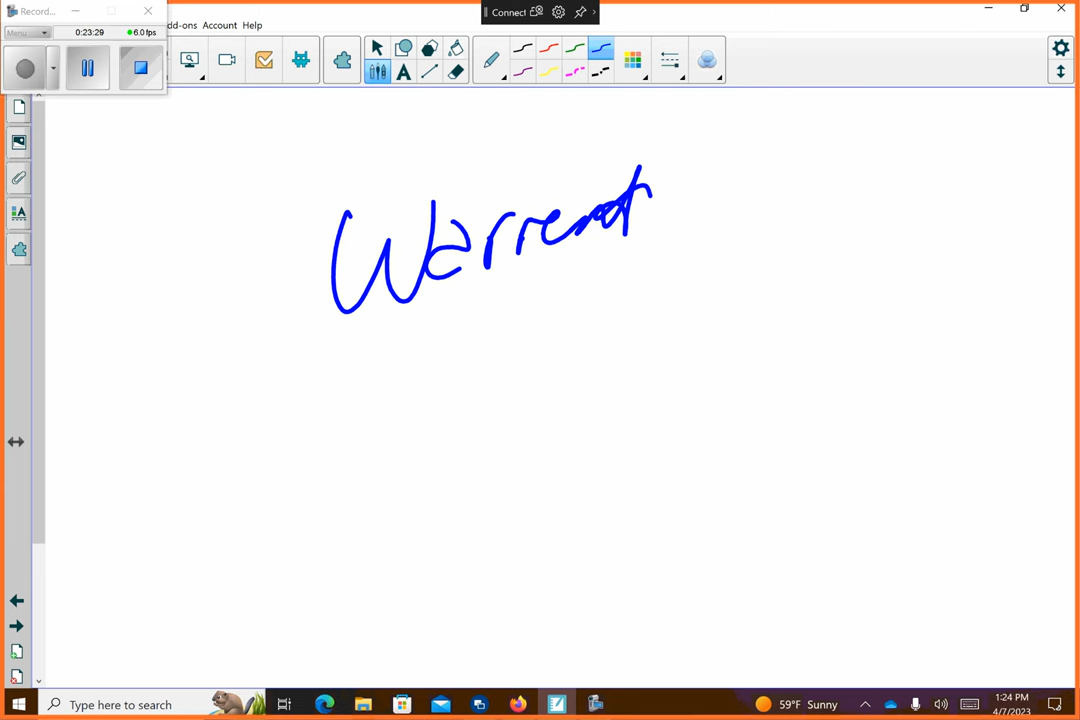 Record...
Menu
0:23:29
6.0 fps
dd-ons Account Help
Connect
A
A
Type here to search
59°F Sunny
1:24 PM
4/7/2023